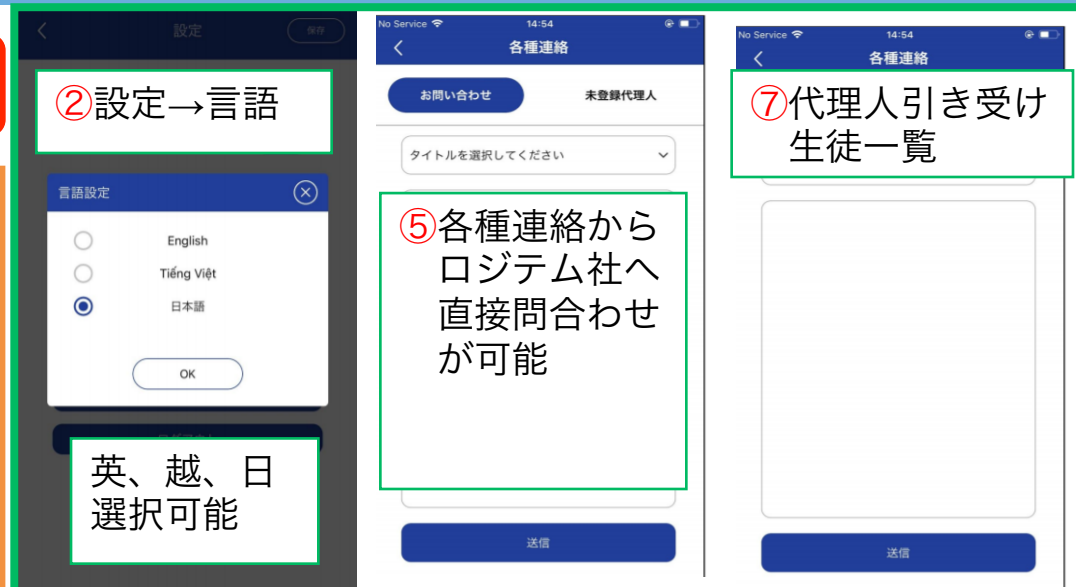 設定
保存
②設定→言語
言語設定
English
Tiếng Việt
日本語
OK
英、越、日
選択可能
No Service 14:54
各種連絡
お問い合わせ 未登録代理人
タイトルを選択してください
⑤各種連絡から
ロジテム社へ
直接問合わせ
が可能
送信
No Service 14:54
各種連絡
⑦代理人引き受け
生徒一覧
送信